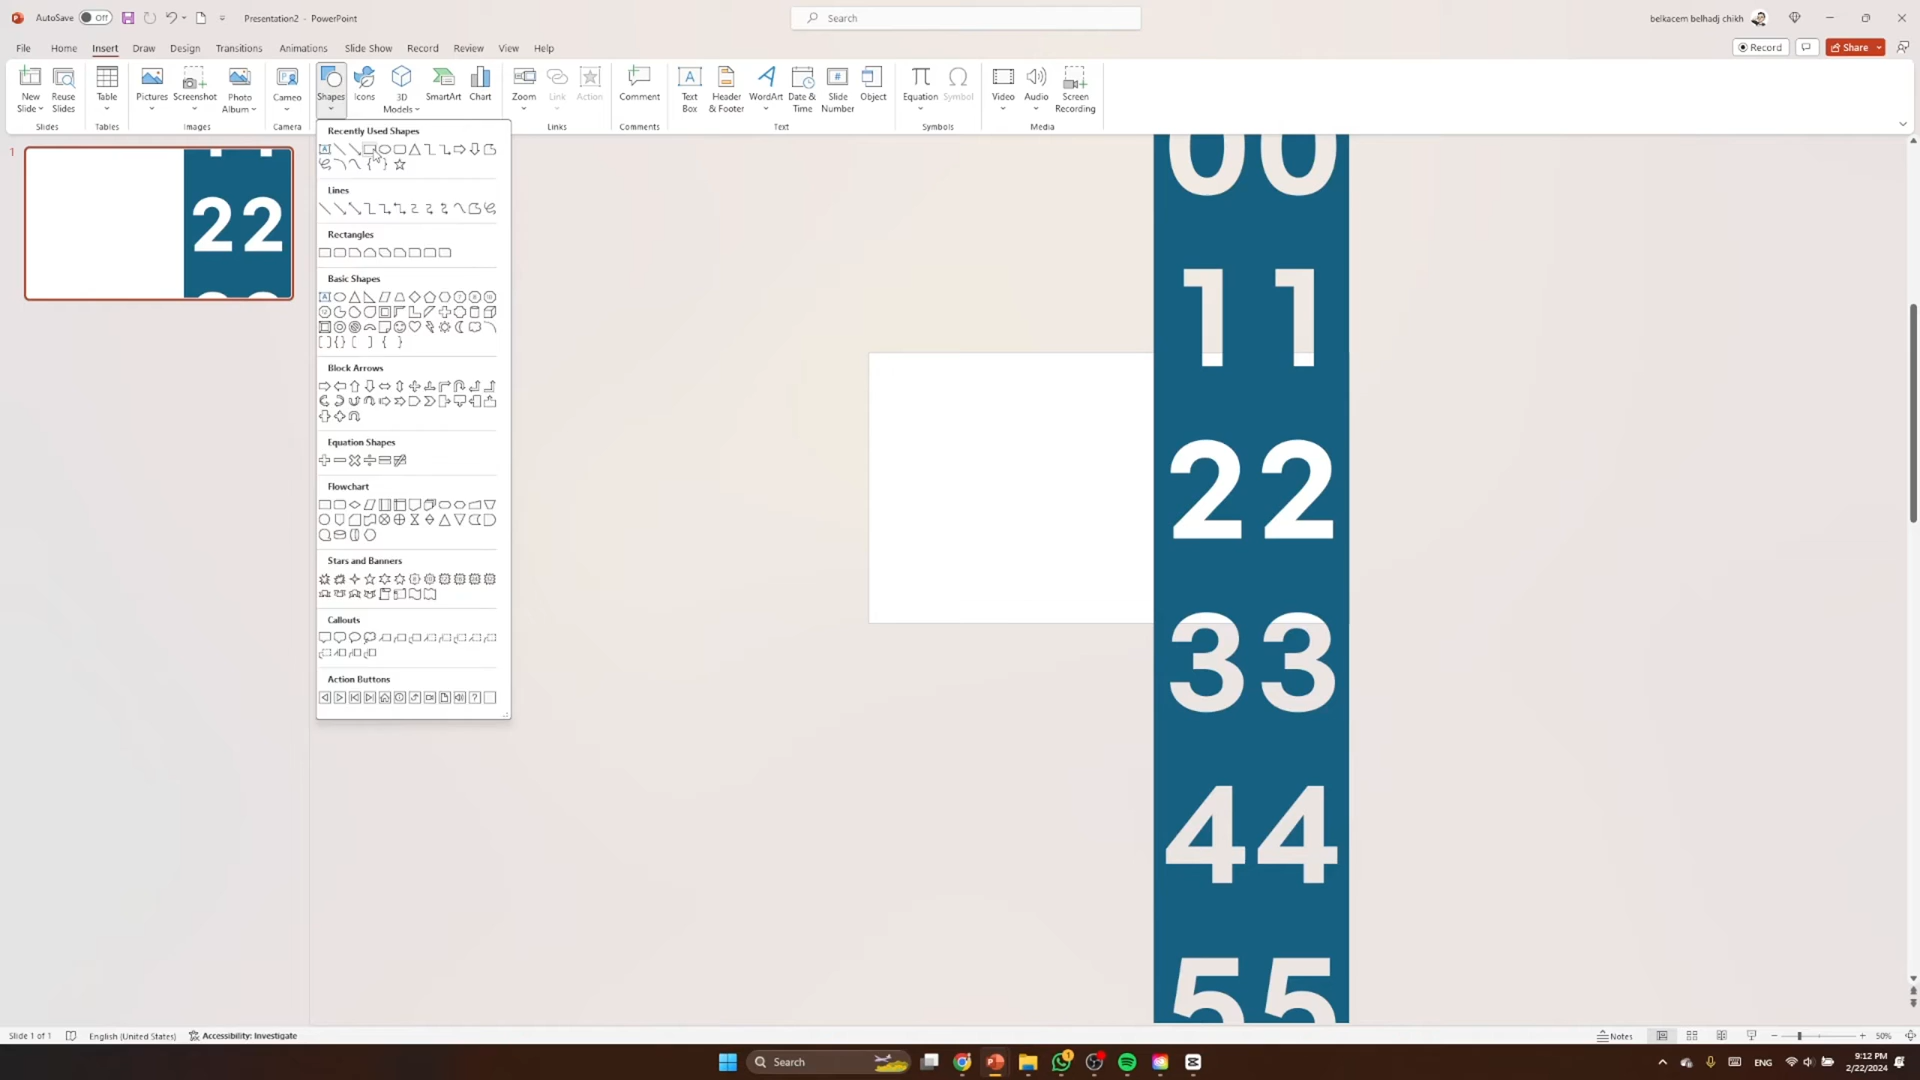 AutoSave Off Presentation2 - PowerPoint Search belkacem belhadj chikh
File Home Insert Draw Design Transitions Animations Slide Show Record Review View Help Record Share
New Slide Reuse Slides Table Pictures Screenshot Photo Album Cameo Shapes Icons 3D Models SmartArt Chart Zoom Link Action Comment Text Box Header & Footer WordArt Date & Time Slide Number Object Equation Symbol Video Audio Screen Recording
Slides Tables Images Camera Links Comments Text Symbols Media
Recently Used Shapes
Lines
Rectangles
Basic Shapes
Block Arrows
Equation Shapes
Flowchart
Stars and Banners
Callouts
Action Buttons
1
22
00
11
22
33
44
55
Slide 1 of 1 English (United States) Accessibility: Investigate Notes 50%
Search ENG 9:12 PM
2/22/2024